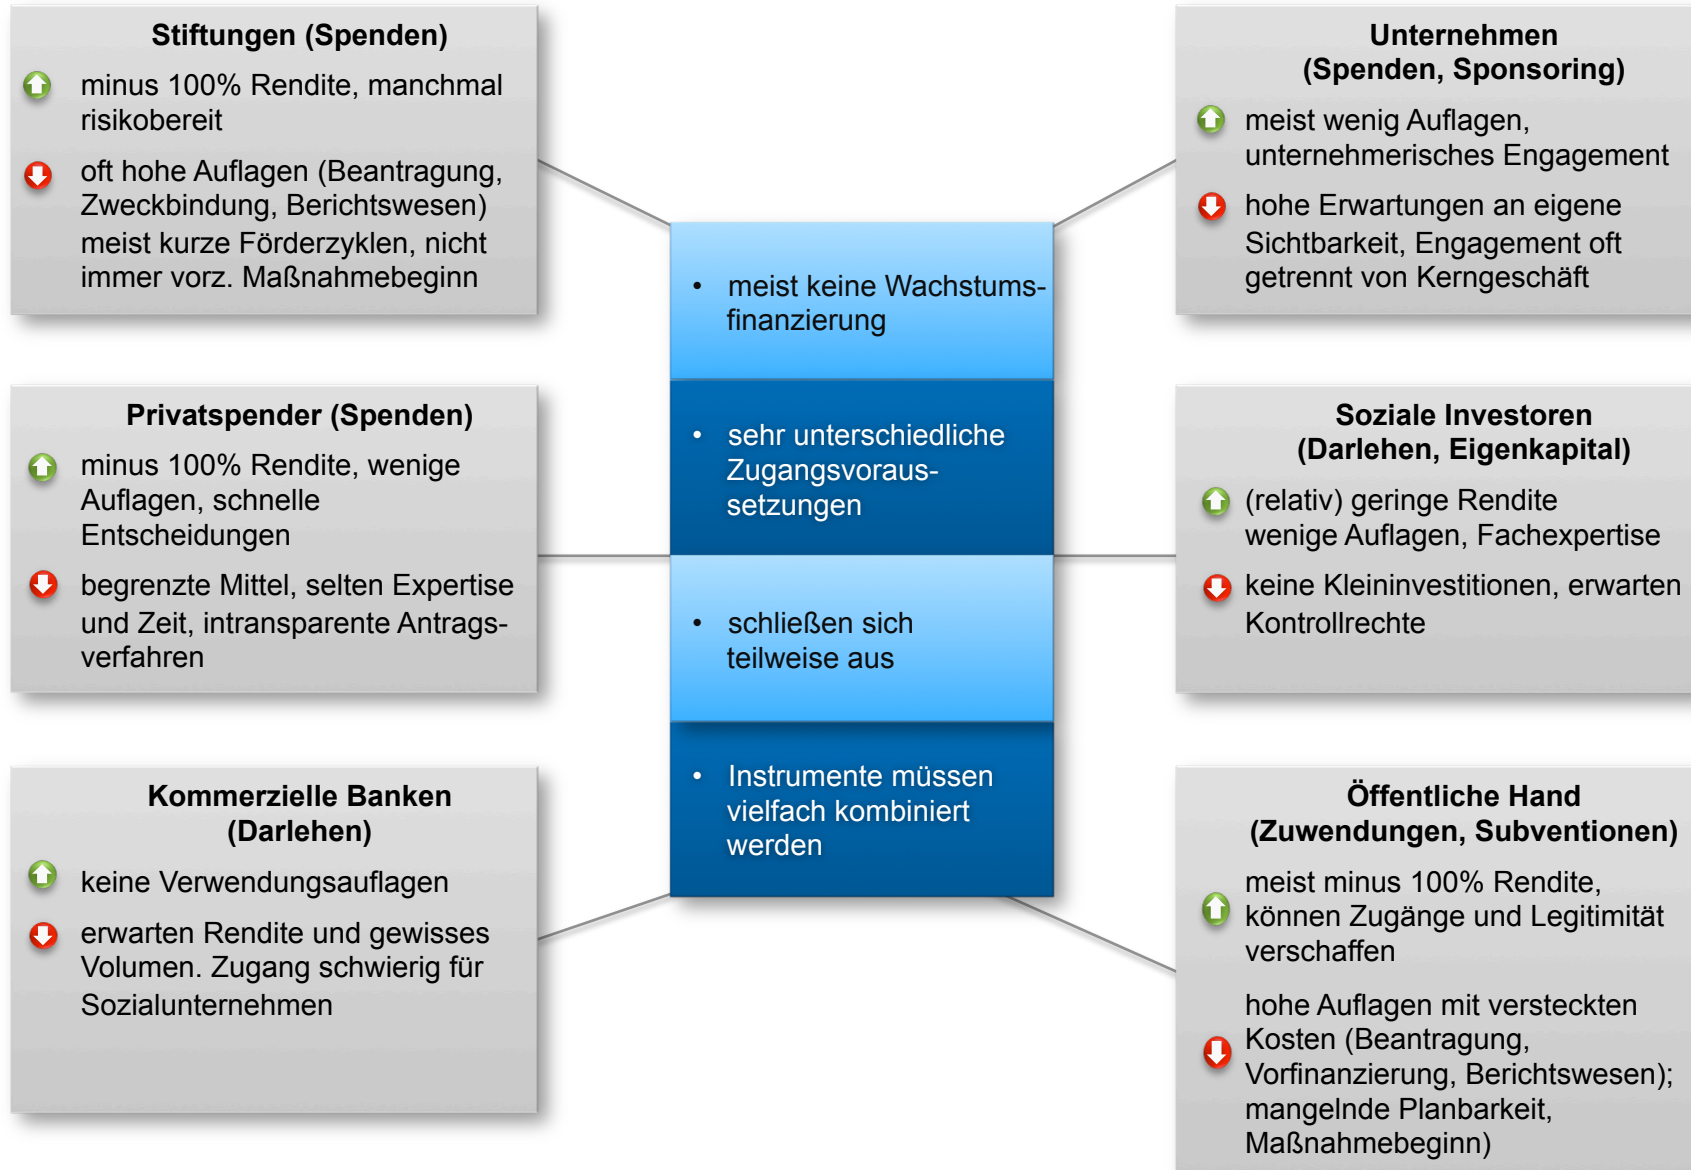 Stiftungen (Spenden)
minus 100% Rendite, manchmal
risikobereit
oft hohe Auflagen (Beantragung,
Zweckbindung, Berichtswesen)
meist kurze Förderzyklen, nicht
immer vorz. Maßnahmebeginn
Privatspender (Spenden)
minus 100% Rendite, wenige
Auflagen, schnelle
Entscheidungen
begrenzte Mittel, selten Expertise
und Zeit, intransparente Antrags-
verfahren
Kommerzielle Banken
(Darlehen)
keine Verwendungsauflagen
erwarten Rendite und gewisses
Volumen. Zugang schwierig für
Sozialunternehmen
• meist keine Wachstums-
finanzierung
• sehr unterschiedliche
Zugangsvoraus-
setzungen
• schließen sich
teilweise aus
• Instrumente müssen
vielfach kombiniert
werden
Unternehmen
(Spenden, Sponsoring)
meist wenig Auflagen,
unternehmerisches Engagement
hohe Erwartungen an eigene
Sichtbarkeit, Engagement oft
getrennt von Kerngeschäft
Soziale Investoren
(Darlehen, Eigenkapital)
(relativ) geringe Rendite
wenige Auflagen, Fachexpertise
keine Kleininvestitionen, erwarten
Kontrollrechte
Öffentliche Hand
(Zuwendungen, Subventionen)
meist minus 100% Rendite,
können Zugänge und Legitimität
verschaffen
hohe Auflagen mit versteckten
Kosten (Beantragung,
Vorfinanzierung, Berichtswesen);
mangelnde Planbarkeit,
Maßnahmebeginn)